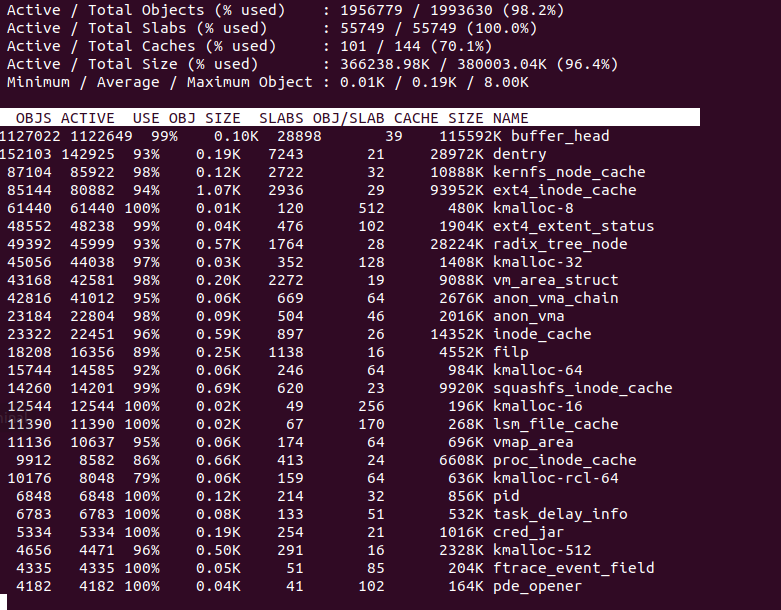 Active / Total Objects (% used)    : 1956779 / 1993630 (98.2%)
Active / Total Slabs (% used)      : 55749 / 55749 (100.0%)
Active / Total Caches (% used)     : 101 / 144 (70.1%)
Active / Total Size (% used)       : 366238.98K / 380003.04K (96.4%)
Minimum / Average / Maximum Object : 0.01K / 0.19K / 8.00K
OBJS ACTIVE  USE OBJ SIZE  SLABS OBJ/SLAB CACHE SIZE NAME
1127022 1122649  99%    0.10K  28898       39    115592K buffer_head
152103 142925  93%    0.19K   7243       21     28972K dentry
87104  85922  98%    0.12K   2722       32     10888K kernfs_node_cache
85144  80882  94%    1.07K   2936       29     93952K ext4_inode_cache
61440  61440 100%    0.01K    120      512       480K kmalloc-8
48552  48238  99%    0.04K    476      102      1904K ext4_extent_status
49392  45999  93%    0.57K   1764       28     28224K radix_tree_node
45056  44038  97%    0.03K    352      128      1408K kmalloc-32
43168  42581  98%    0.20K   2272       19      9088K vm_area_struct
42816  41012  95%    0.06K    669       64      2676K anon_vma_chain
23184  22804  98%    0.09K    504       46      2016K anon_vma
23322  22451  96%    0.59K    897       26     14352K inode_cache
18208  16356  89%    0.25K   1138       16      4552K filp
15744  14585  92%    0.06K    246       64       984K kmalloc-64
14260  14201  99%    0.69K    620       23      9920K squashfs_inode_cache
12544  12544 100%    0.02K     49      256       196K kmalloc-16
11390  11390 100%    0.02K     67      170       268K lsm_file_cache
11136  10637  95%    0.06K    174       64       696K vmap_area
9912   8582  86%    0.66K    413       24      6608K proc_inode_cache
10176   8048  79%    0.06K    159       64       636K kmalloc-rcl-64
6848   6848 100%    0.12K    214       32       856K pid
6783   6783 100%    0.08K    133       51       532K task_delay_info
5334   5334 100%    0.19K    254       21      1016K cred_jar
4656   4471  96%    0.50K    291       16      2328K kmalloc-512
4335   4335 100%    0.05K     51       85       204K ftrace_event_field
4182   4182 100%    0.04K     41      102       164K pde_opener